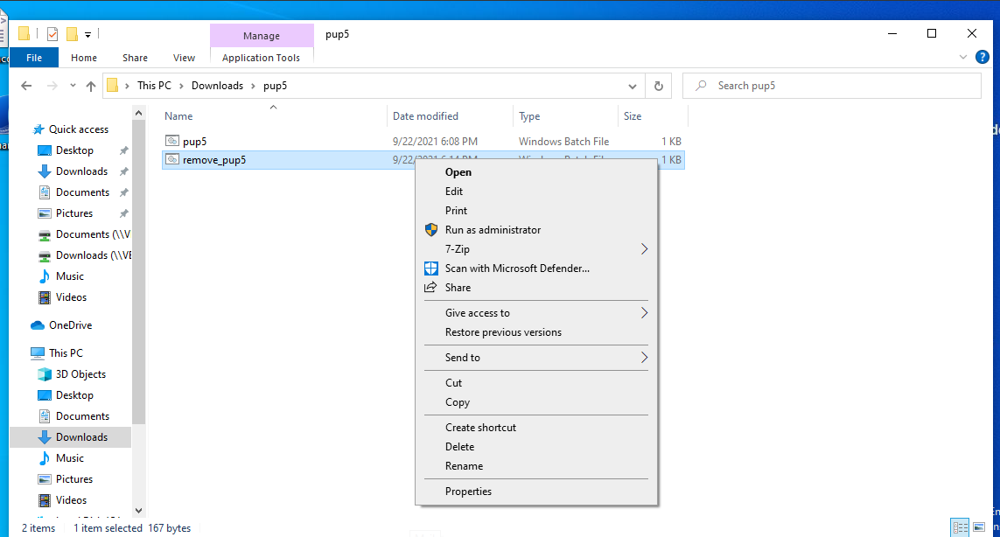 Manage
pup5
File
Home
Share
View
Application Tools
This PC
Downloads
pup5
Search pup5
Name
Date modified
Type
Size
pup5
9/22/2021 6:08 PM
Windows Batch File
1 KB
remove_pup5
9/22/2021 6:14 PM
Windows Batch File
1 KB
Quick access
Desktop
Downloads
Documents
Pictures
Documents (\\V
Downloads (\\VE
Music
Videos
OneDrive
This PC
3D Objects
Desktop
Documents
Downloads
Music
Pictures
Videos
Open
Edit
Print
Run as administrator
7-Zip
Scan with Microsoft Defender...
Share
Give access to
Restore previous versions
Send to
Cut
Copy
Create shortcut
Delete
Rename
Properties
2 items
1 item selected
167 bytes